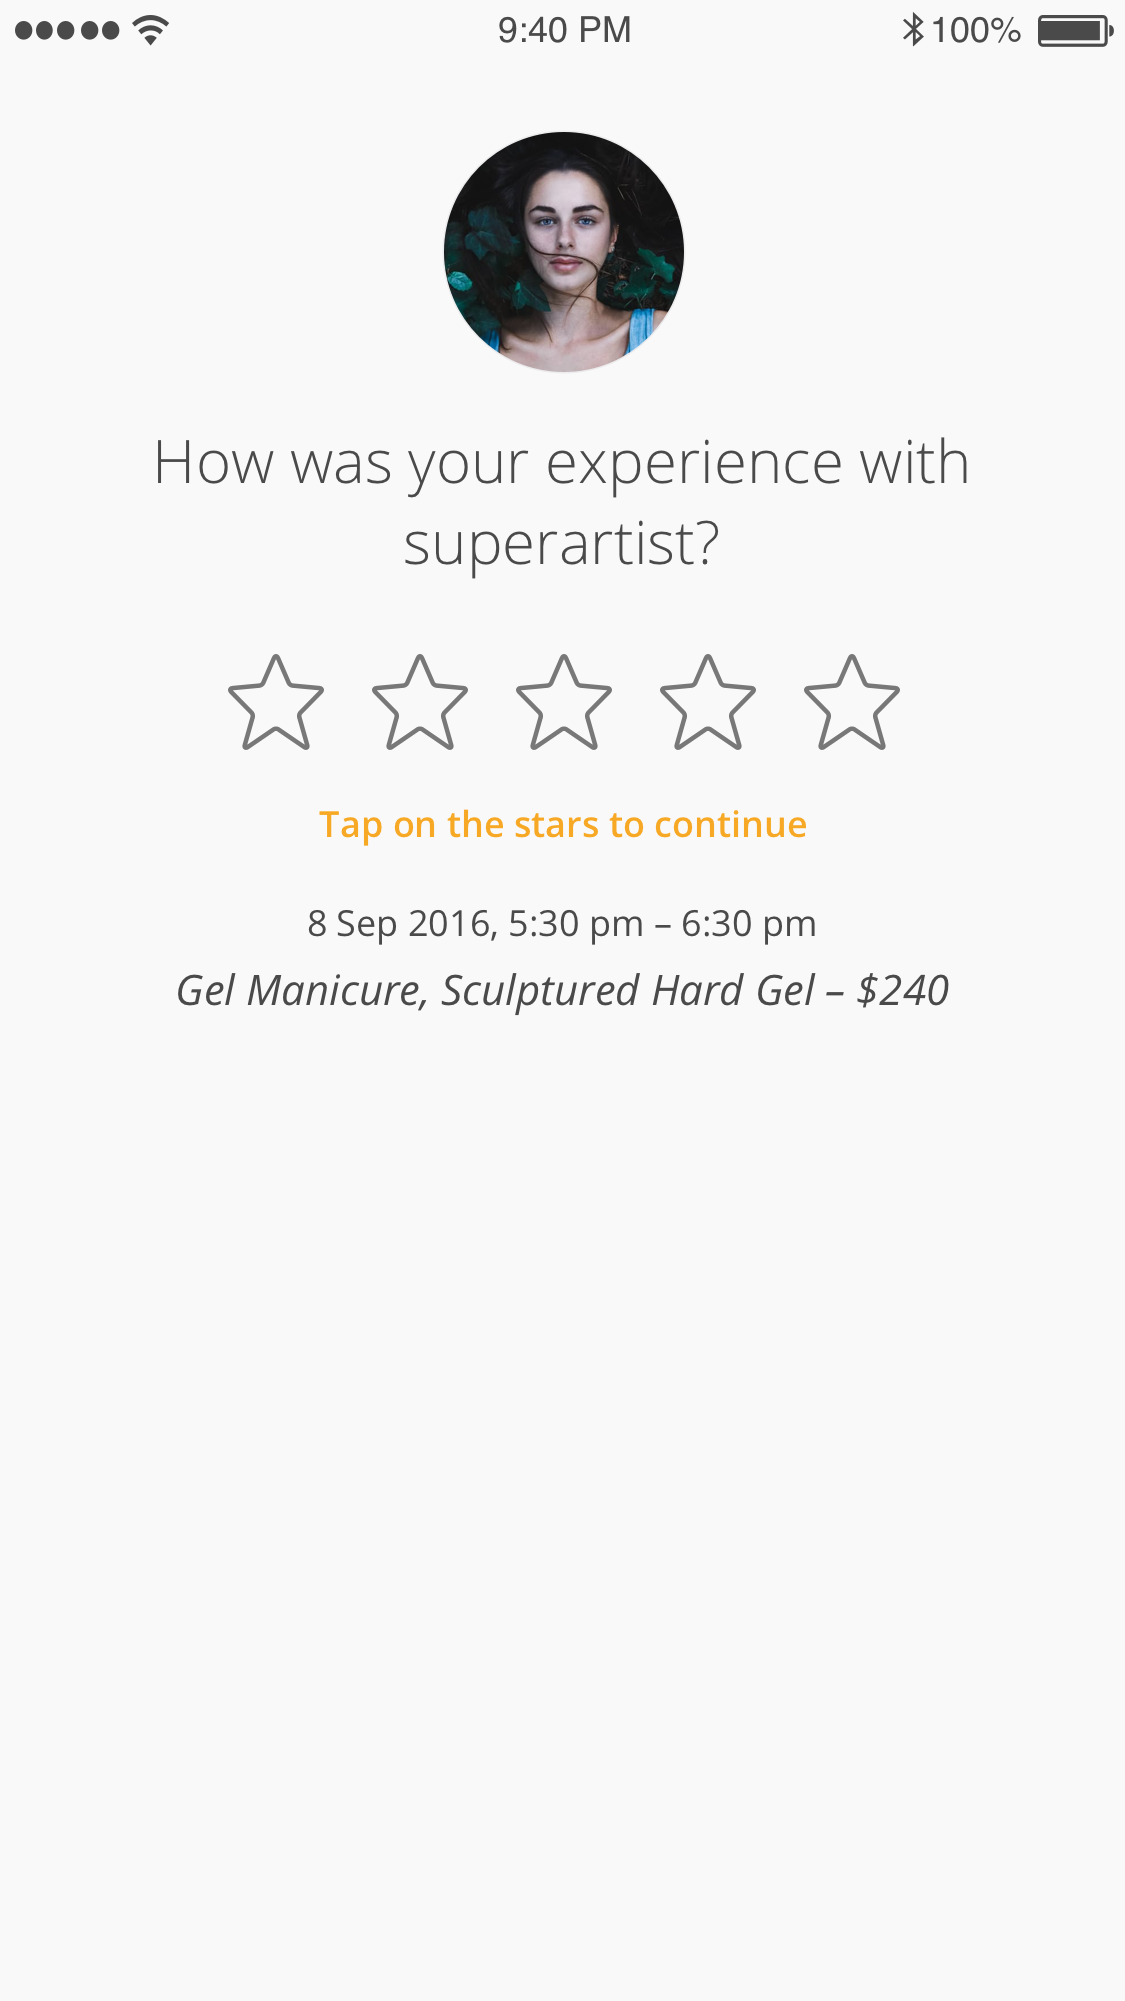 9:40 PM 100%
How was your experience with
superartist?
Tap on the stars to continue
8 Sep 2016, 5:30 pm – 6:30 pm
Gel Manicure, Sculptured Hard Gel – $240